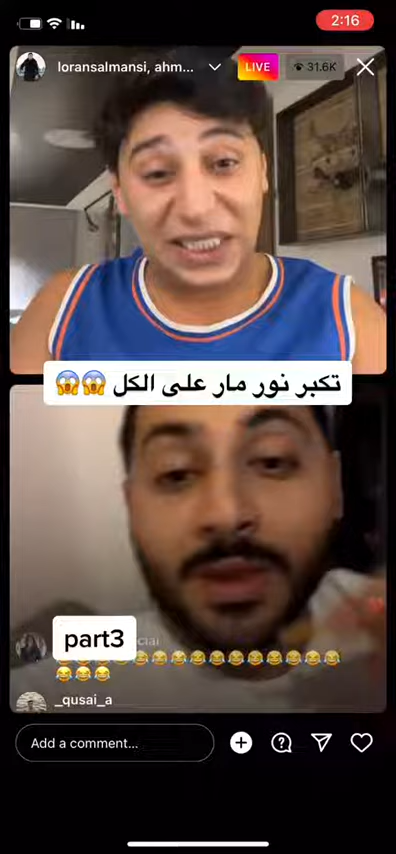 2:16
loransalmansi, ahm...
LIVE
31.6K
تكبر نور مار على الكل 😱😱
part3
😂😂😂😂😂😂😂😂😂😂😂
😂😂😂
_qusai_a
Add a comment...